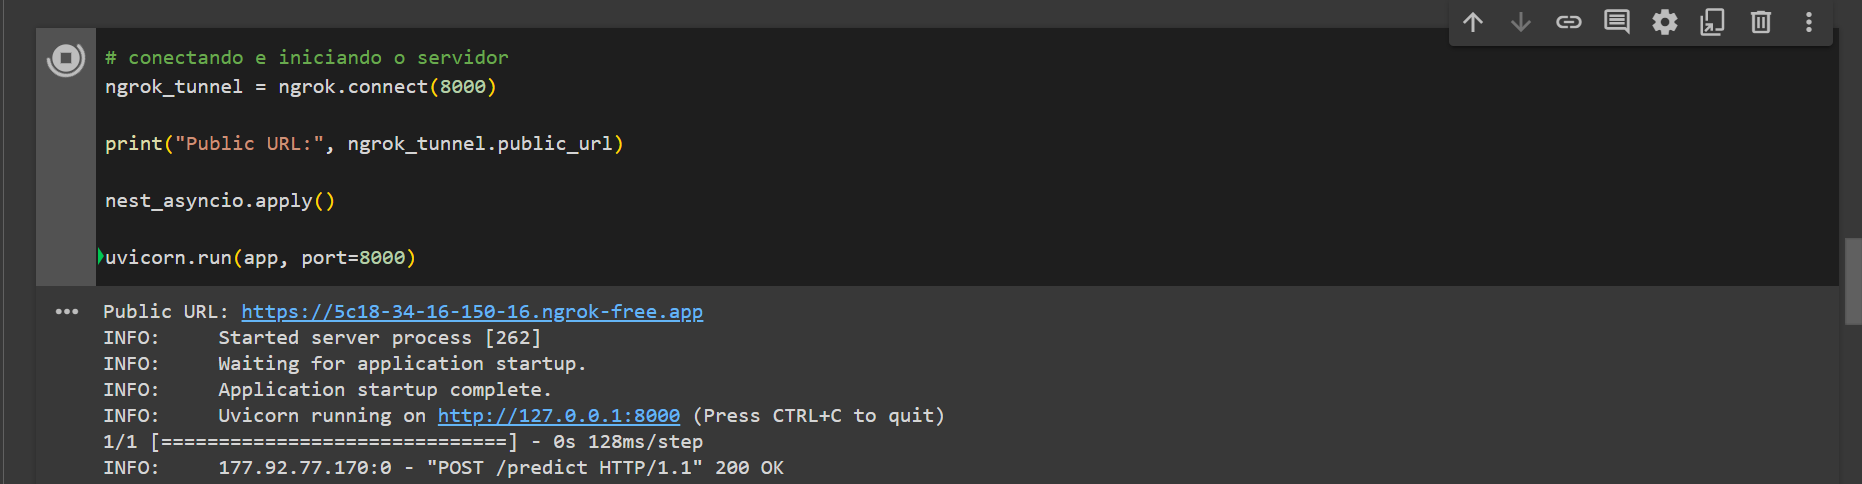 # conectando e iniciando o servidor
ngrok_tunnel = ngrok.connect(8000)
print("Public URL:", ngrok_tunnel.public_url)
nest_asyncio.apply()
uvicorn.run(app, port=8000)
Public URL: https://5c18-34-16-150-16.ngrok-free.app
INFO:     Started server process [262]
INFO:     Waiting for application startup.
INFO:     Application startup complete.
INFO:     Uvicorn running on http://127.0.0.1:8000 (Press CTRL+C to quit)
1/1 [==============================] - 0s 128ms/step
INFO:     177.92.77.170:0 - "POST /predict HTTP/1.1" 200 OK